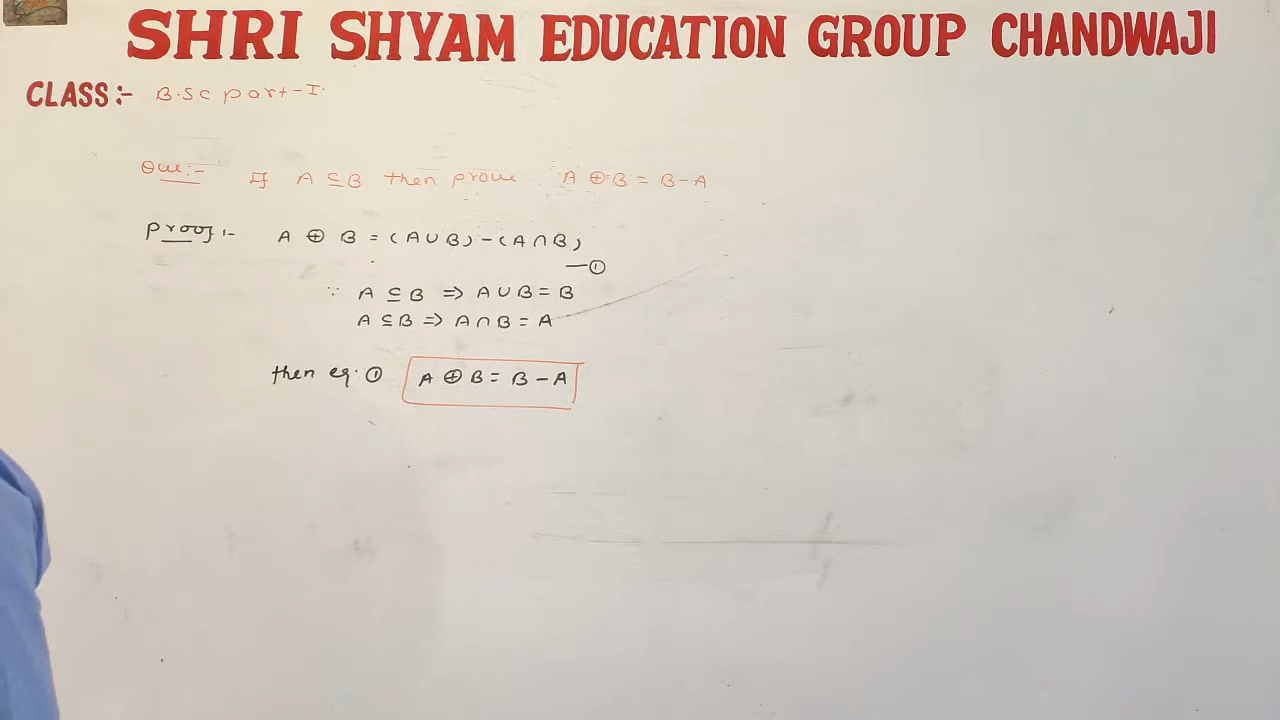 SHRI SHYAM EDUCATION GROUP CHANDWAJI
CLASS:- B.Sc part-I.
Que:- If A ⊆ B then prove A ⊕ B = B - A
Proof:- A ⊕ B = (A ∪ B) - (A ∩ B)
—①
∵ A ⊆ B ⇒ A ∪ B = B
A ⊆ B ⇒ A ∩ B = A
then eq. ① A ⊕ B = B - A